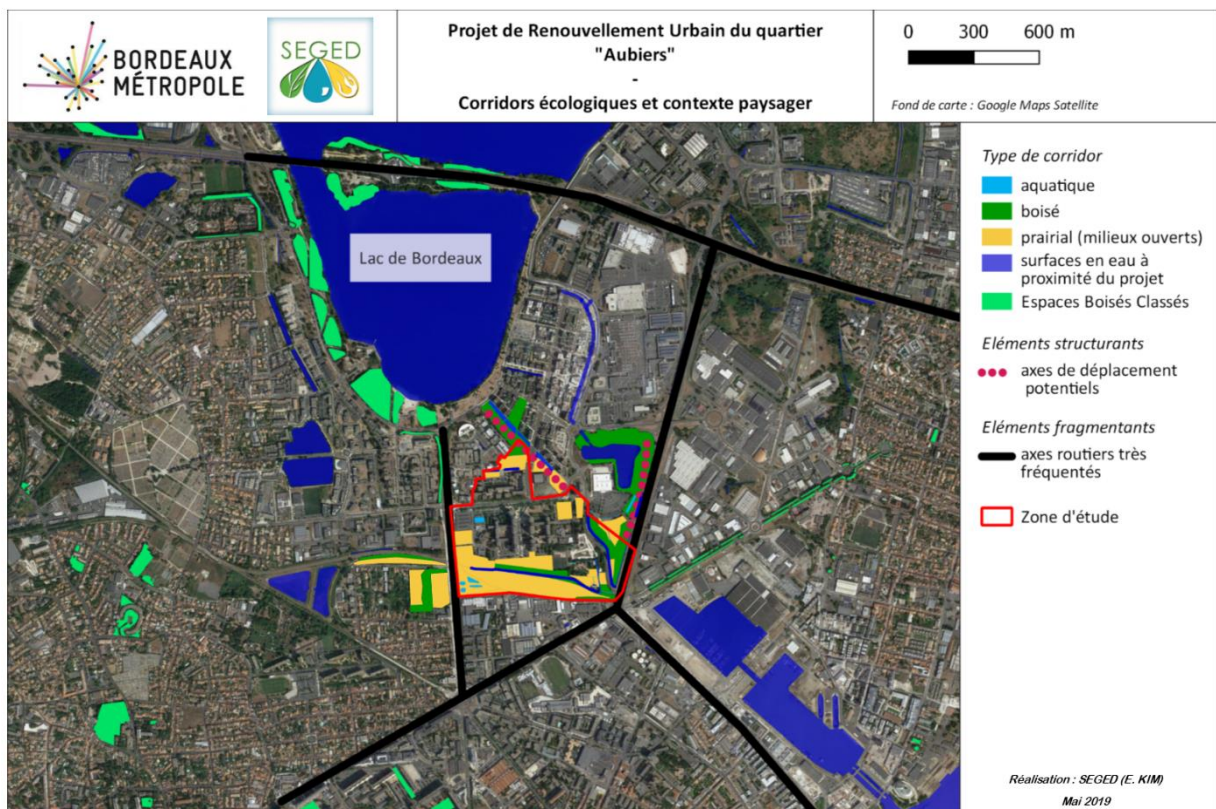 BORDEAUX
MÉTROPOLE
SEGED
Projet de Renouvellement Urbain du quartier
"Aubiers"
-
Corridors écologiques et contexte paysager
0 300 600 m
Fond de carte : Google Maps Satellite
Lac de Bordeaux
Type de corridor
aquatique
boisé
prairial (milieux ouverts)
surfaces en eau à
proximité du projet
Espaces Boisés Classés
Eléments structurants
axes de déplacement
potentiels
Eléments fragmentants
axes routiers très
fréquentés
Zone d'étude
Réalisation : SEGED (E. KIM)
Mai 2019